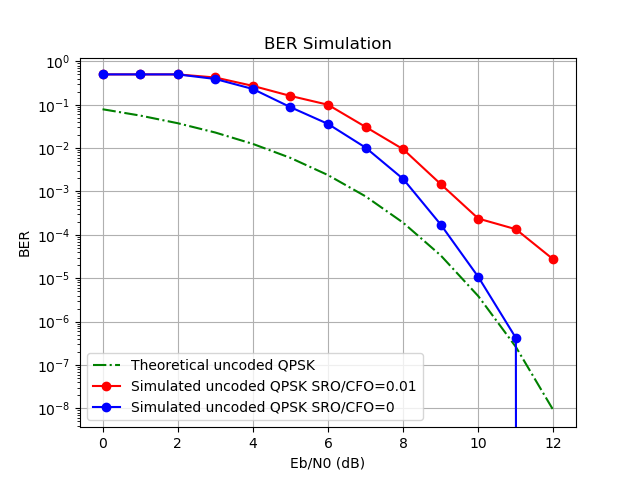 BER Simulation
10⁰
10⁻¹
10⁻²
10⁻³
10⁻⁴
10⁻⁵
10⁻⁶
10⁻⁷
10⁻⁸
BER
Theoretical uncoded QPSK
Simulated uncoded QPSK SRO/CFO=0.01
Simulated uncoded QPSK SRO/CFO=0
0 2 4 6 8 10 12
Eb/N0 (dB)